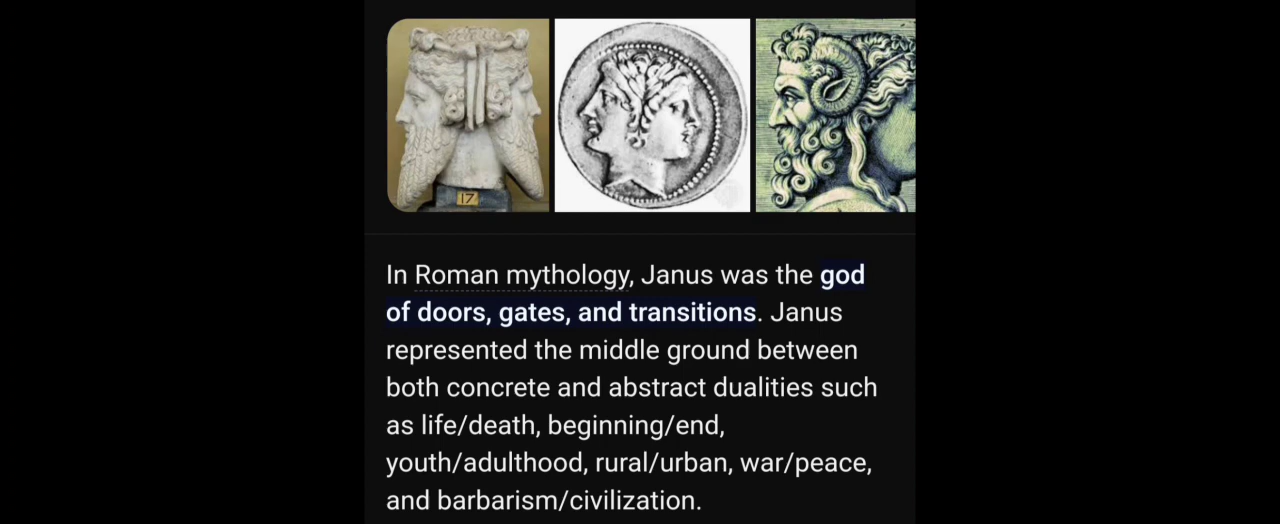 17
In Roman mythology, Janus was the god
of doors, gates, and transitions. Janus
represented the middle ground between
both concrete and abstract dualities such
as life/death, beginning/end,
youth/adulthood, rural/urban, war/peace,
and barbarism/civilization.